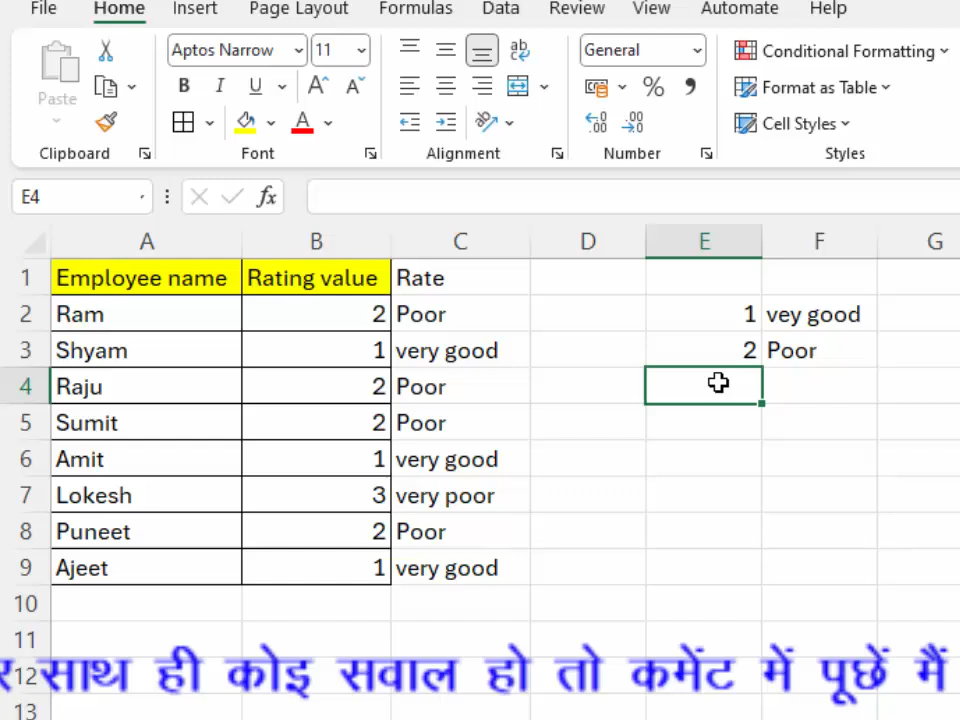 File Home Insert Page Layout Formulas Data Review View Automate Help
Aptos Narrow 11 ab General Conditional Formatting
Paste B I U A A % Format as Table
A Cell Styles
Clipboard Font Alignment Number Styles
E4 fx
A B C D E F G
1 Employee name Rating value Rate
2 Ram 2 Poor 1 vey good
3 Shyam 1 very good 2 Poor
4 Raju 2 Poor
5 Sumit 2 Poor
6 Amit 1 very good
7 Lokesh 3 very poor
8 Puneet 2 Poor
9 Ajeet 1 very good
10
11
12 साथ ही कोइ सवाल हो तो कमेंट में पूछें मैं
13